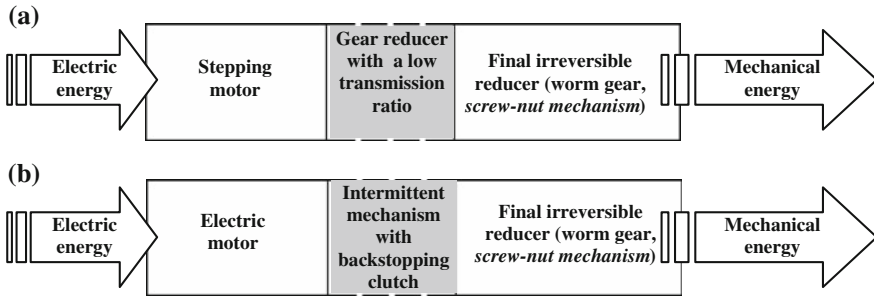 (a)
Electric
energy
Stepping
motor
Gear reducer
with a low
transmission
ratio
Final irreversible
reducer (worm gear,
screw-nut mechanism)
Mechanical
energy
(b)
Electric
energy
Electric
motor
Intermittent
mechanism
with
backstopping
clutch
Final irreversible
reducer (worm gear,
screw-nut mechanism)
Mechanical
energy